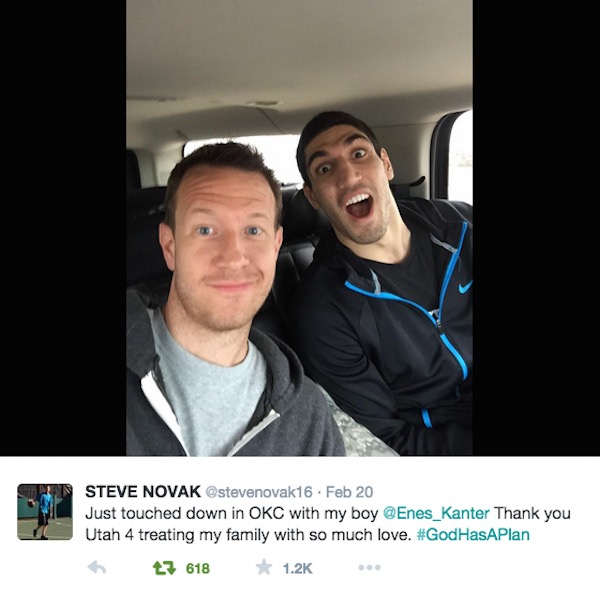 STEVE NOVAK @stevenovak16 · Feb 20
Just touched down in OKC with my boy @Enes_Kanter Thank you
Utah 4 treating my family with so much love. #GodHasAPlan
618 1.2K